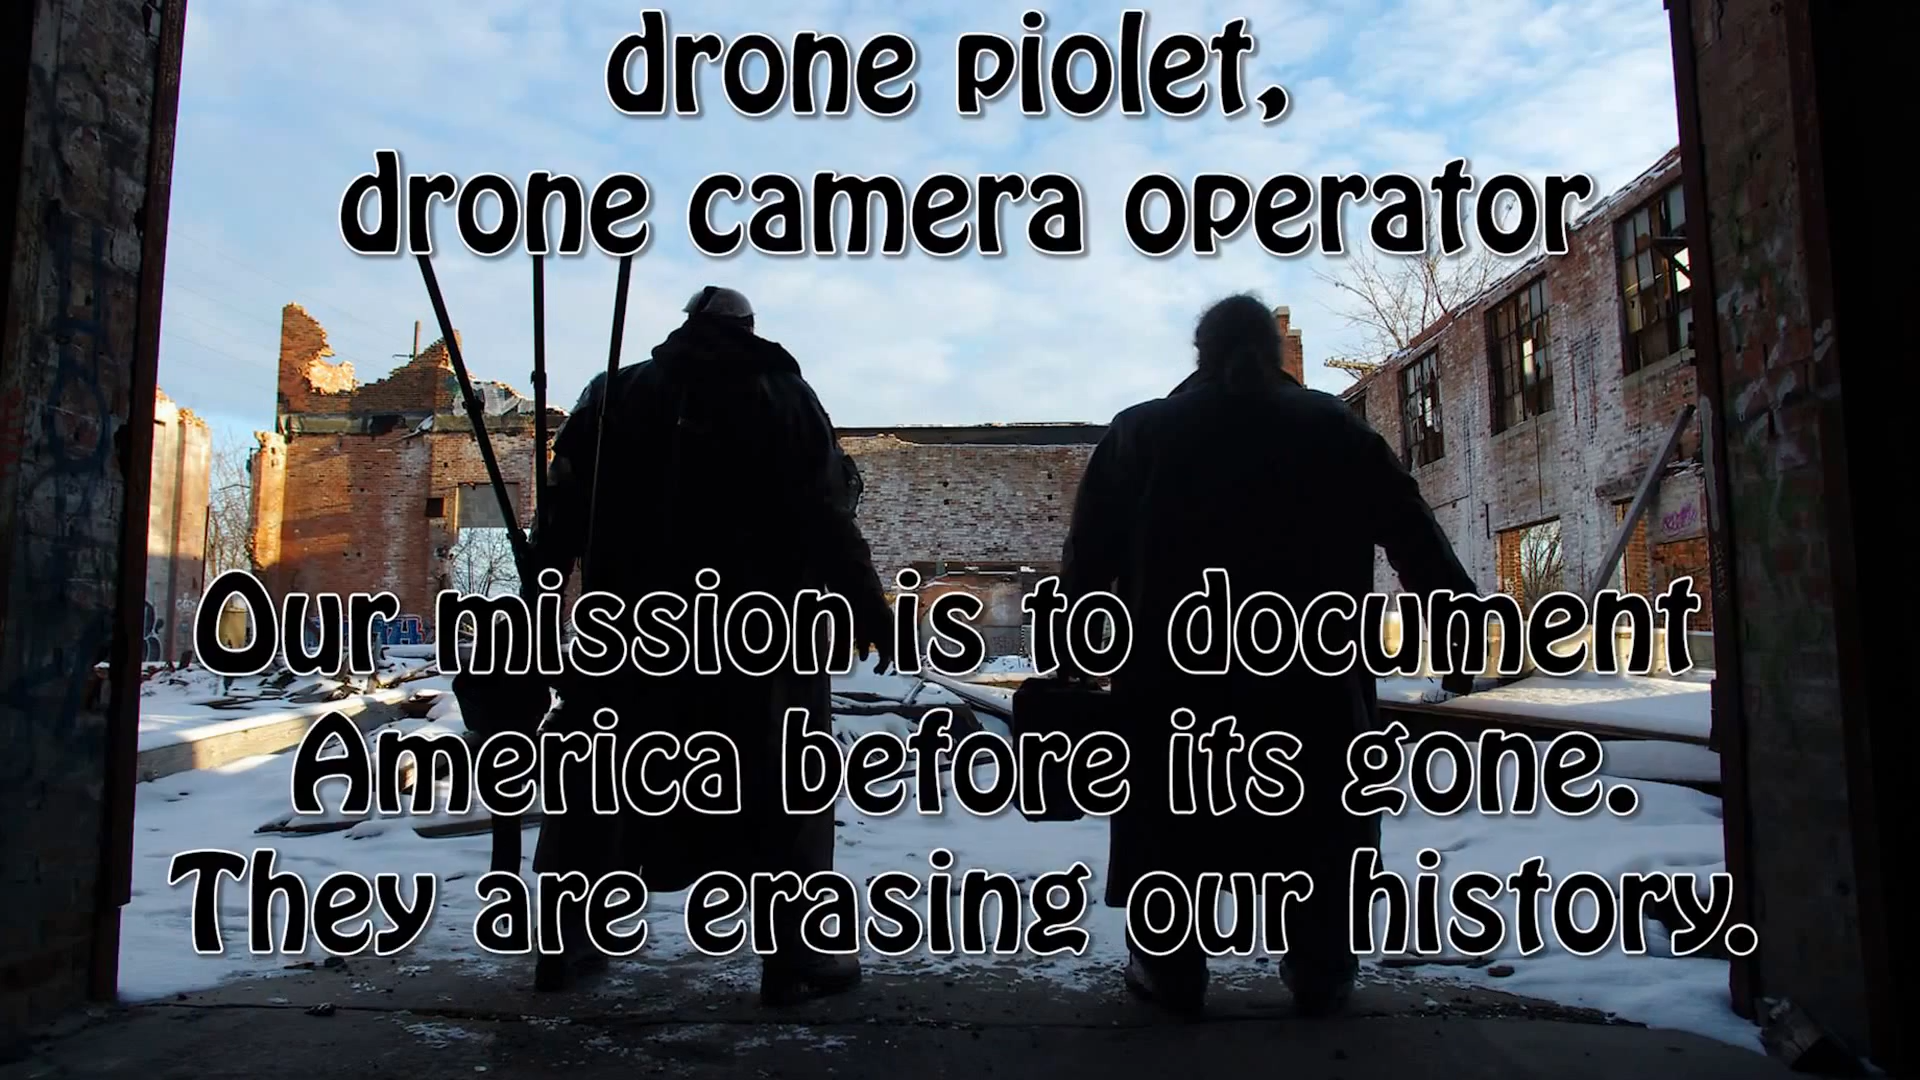 drone piolet,
drone camera operator
Our mission is to document
America before its gone.
They are erasing our history.